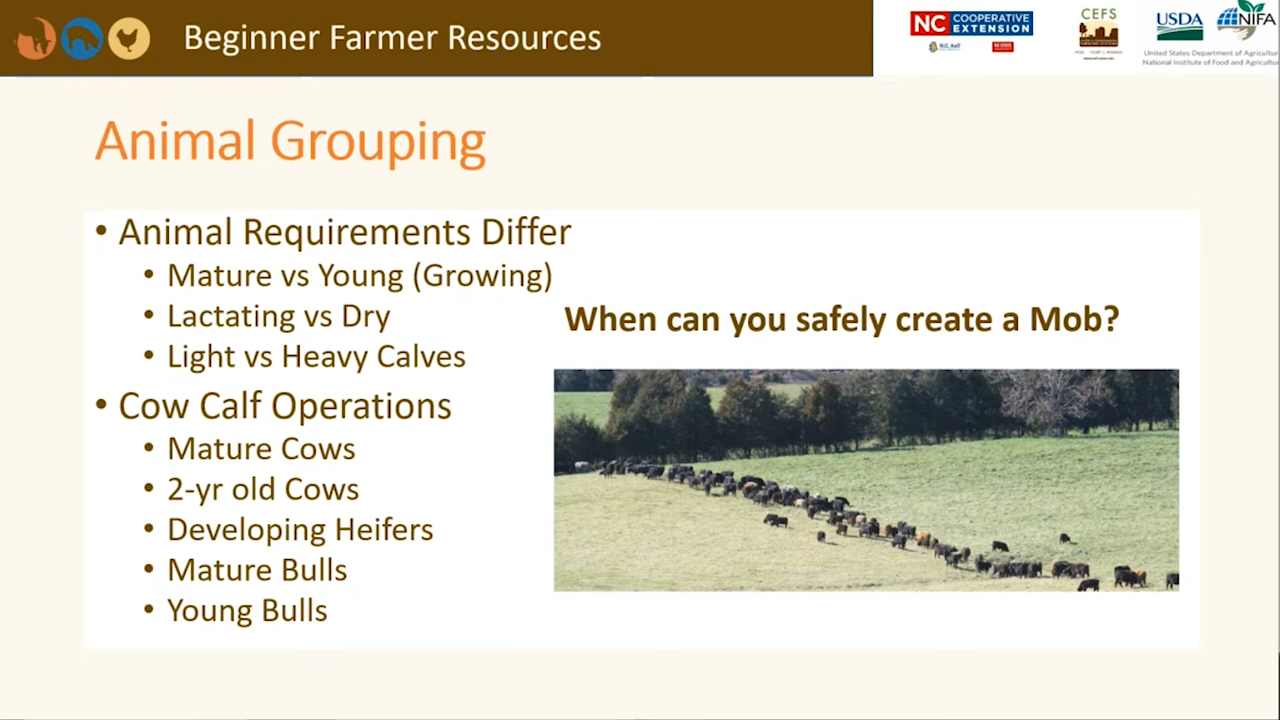 Beginner Farmer Resources
NC COOPERATIVE
EXTENSION
N.C. A&T
NC STATE
CEFS
USDA
NIFA
United States Department of Agricultur
National Institute of Food and Agricultur
Animal Grouping
• Animal Requirements Differ
• Mature vs Young (Growing)
• Lactating vs Dry
• Light vs Heavy Calves
• Cow Calf Operations
• Mature Cows
• 2-yr old Cows
• Developing Heifers
• Mature Bulls
• Young Bulls
When can you safely create a Mob?